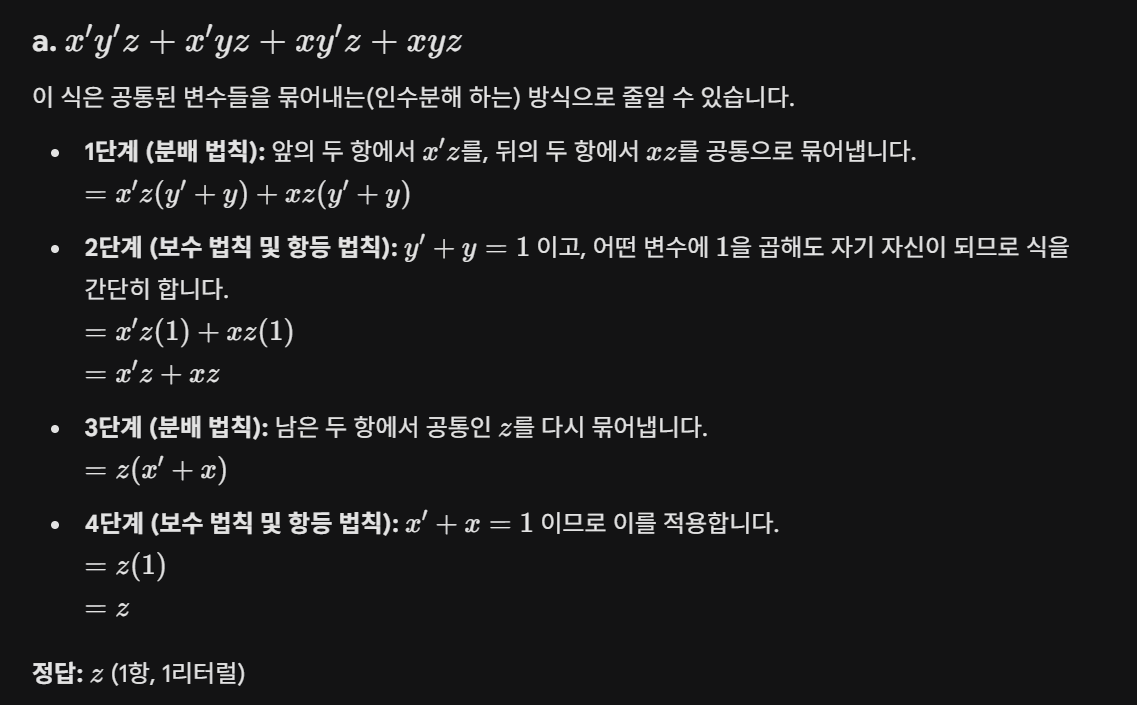 a. x′y′z + x′yz + xy′z + xyz
이 식은 공통된 변수들을 묶어내는(인수분해 하는) 방식으로 줄일 수 있습니다.
• 1단계 (분배 법칙): 앞의 두 항에서 x′z를, 뒤의 두 항에서 xz를 공통으로 묶어냅니다.
= x′z(y′ + y) + xz(y′ + y)
• 2단계 (보수 법칙 및 항등 법칙): y′ + y = 1 이고, 어떤 변수에 1을 곱해도 자기 자신이 되므로 식을
간단히 합니다.
= x′z(1) + xz(1)
= x′z + xz
• 3단계 (분배 법칙): 남은 두 항에서 공통인 z를 다시 묶어냅니다.
= z(x′ + x)
• 4단계 (보수 법칙 및 항등 법칙): x′ + x = 1 이므로 이를 적용합니다.
= z(1)
= z
정답: z (1항, 1리터럴)